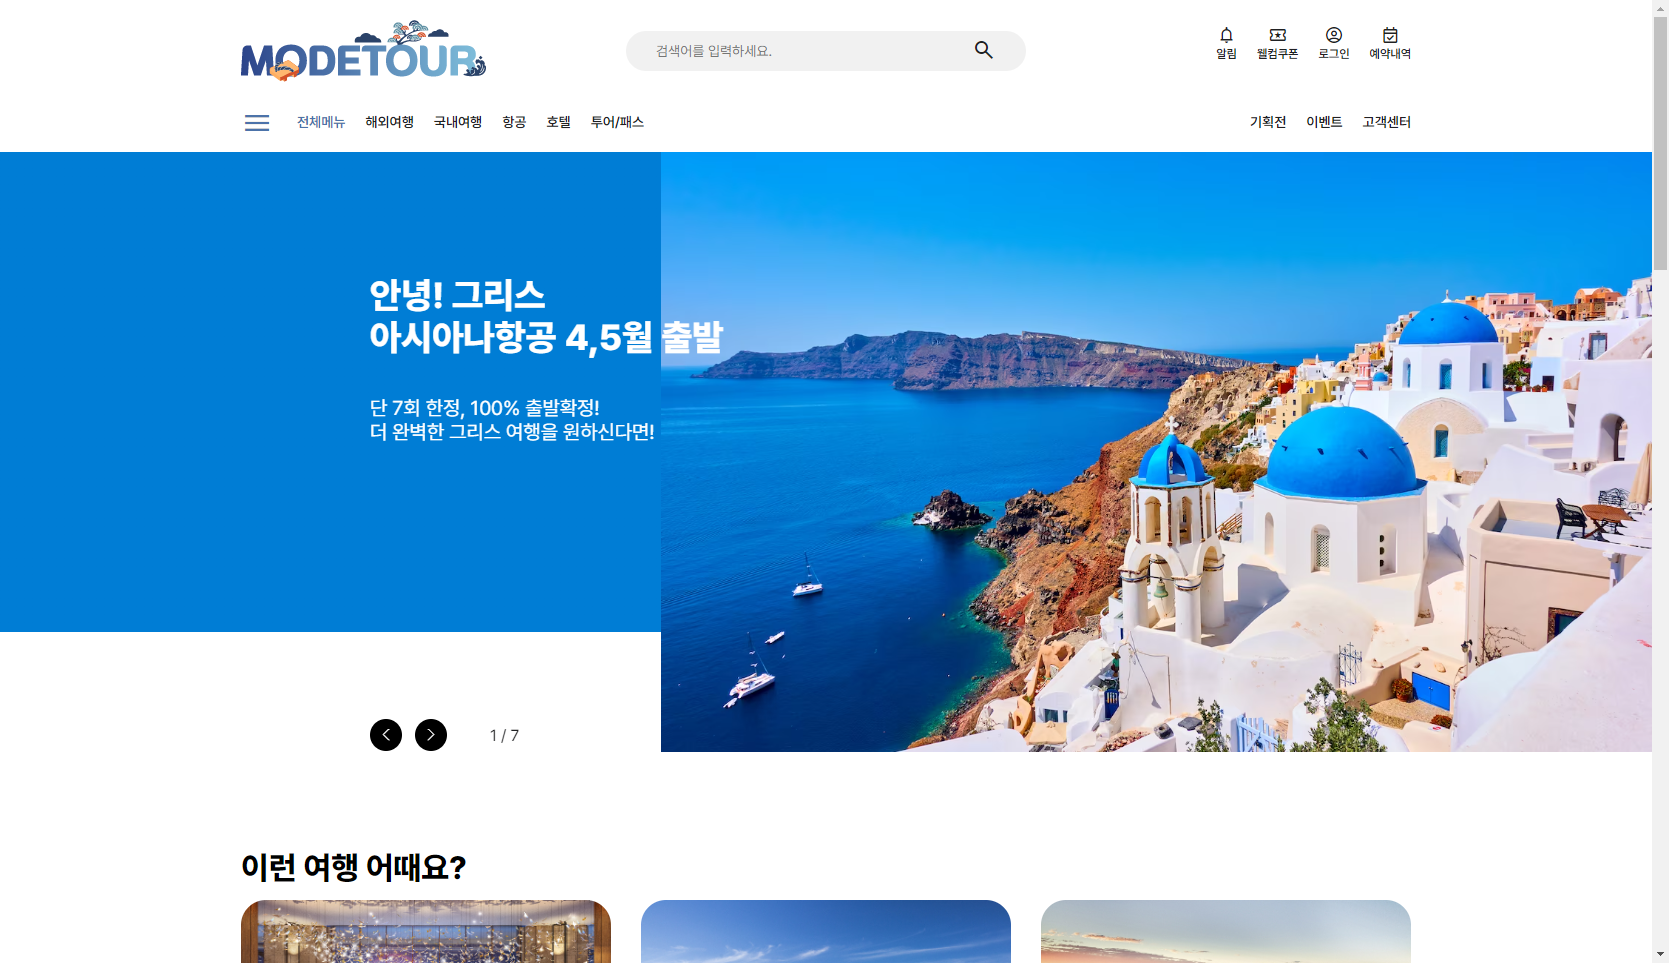 MODETOUR
검색어를 입력하세요.
알림
웰컴쿠폰
로그인
예약내역
전체메뉴
해외여행
국내여행
항공
호텔
투어/패스
기획전
이벤트
고객센터
안녕! 그리스
아시아나항공 4,5월 출발
단 7회 한정, 100% 출발확정!
더 완벽한 그리스 여행을 원하신다면!
1 / 7
이런 여행 어때요?